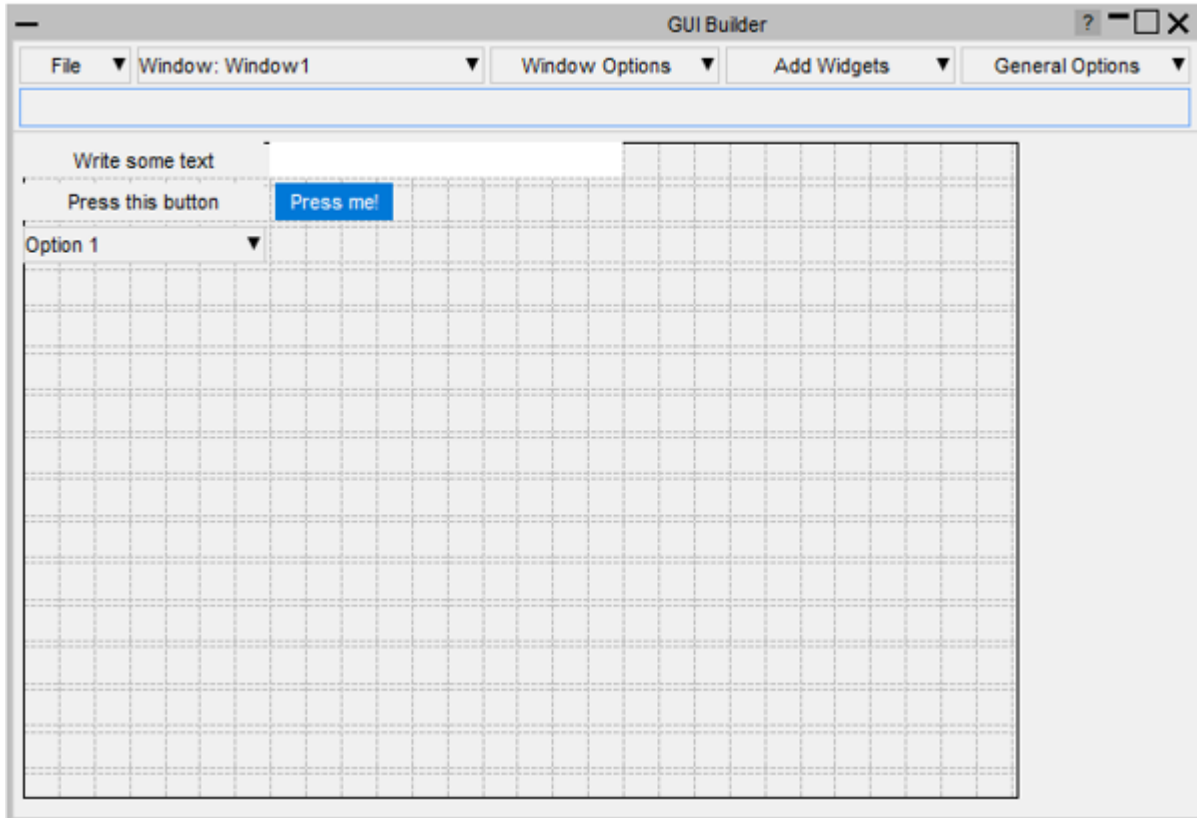 GUI Builder ?
File Window: Window1 Window Options Add Widgets General Options
Write some text
Press this button Press me!
Option 1